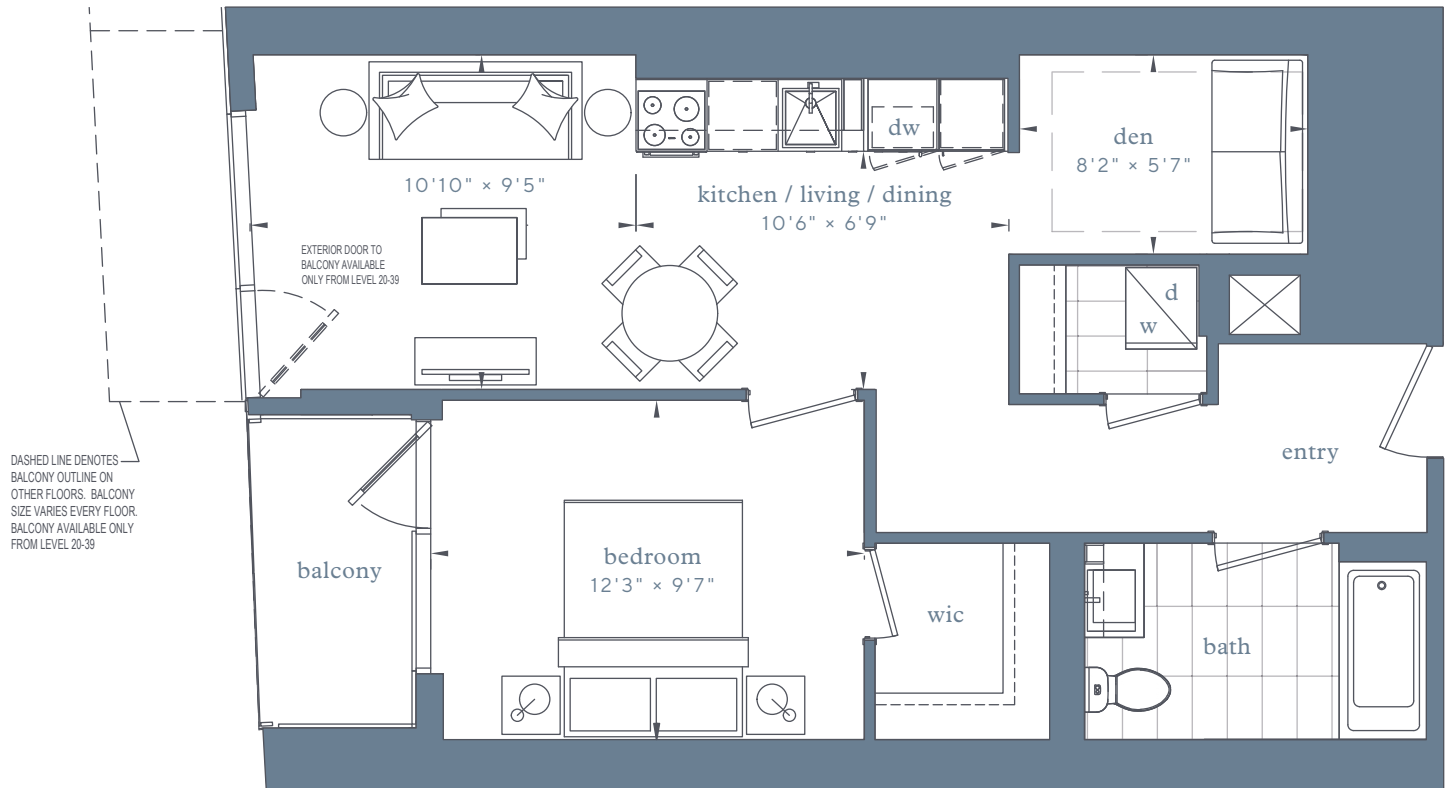 10'10" × 9'5"
kitchen / living / dining
10'6" × 6'9"
dw
den
8'2" × 5'7"
EXTERIOR DOOR TO
BALCONY AVAILABLE
ONLY FROM LEVEL 20-39
d
w
entry
DASHED LINE DENOTES
BALCONY OUTLINE ON
OTHER FLOORS. BALCONY
SIZE VARIES EVERY FLOOR.
BALCONY AVAILABLE ONLY
FROM LEVEL 20-39
balcony
bedroom
12'3" × 9'7"
wic
bath